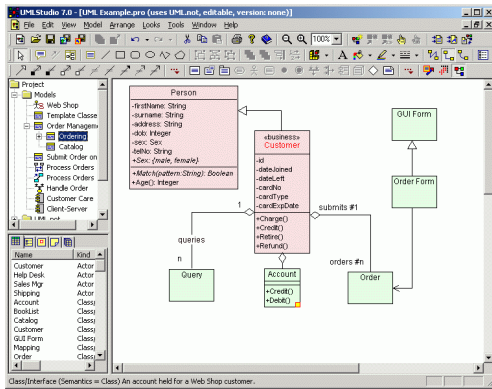 UMLStudio 7.0 - [UML Example.pro (uses UML.not, editable, version: none)]
File Edit View Model Arrange Looks Tools Window Help
100%
Project
Models
Web Shop
Template Classe
Order Managem
Ordering
Catalog
Submit Order on
Process Orders
Process Orders
Handle Order
Customer Care
Client-Server
UML.not
Name Kind
Customer Actor
Help Desk Actor
Sales Mgr Actor
Shipping Actor
Account Class/
BookList Class/
Catalog Class/
Customer Class/
GUI Form Class/
Mapping Class/
Order Class/
Person
-firstName: String
-surname: String
-address: String
-dob: Integer
-sex: Sex
-telNo: String
+Sex: {male, female}
+Match(pattern:String): Boolean
+Age(): Integer
«business»
Customer
-id
-dateJoined
-dateLeft
-cardNo
-cardType
-cardExpDate
+Charge()
+Credit()
+Retire()
+Refund()
GUI Form
Order Form
1
submits #1
queries
n
orders #n
Query
Account
+Credit()
+Debit()
Order
Class/Interface (Semantics = Class) An account held for a Web Shop customer.